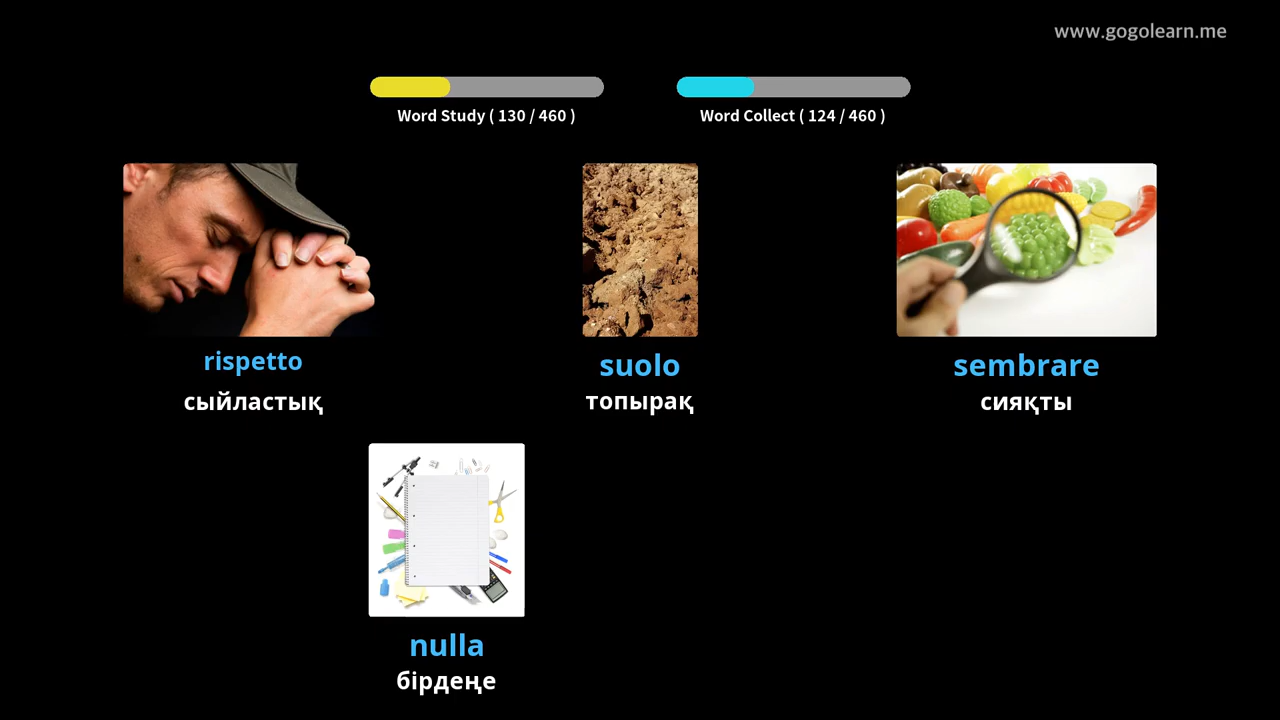 www.gogolearn.me
Word Study ( 130 / 460 )
Word Collect ( 124 / 460 )
rispetto
сыйластық
suolo
топырақ
sembrare
сияқты
nulla
бірдеңе